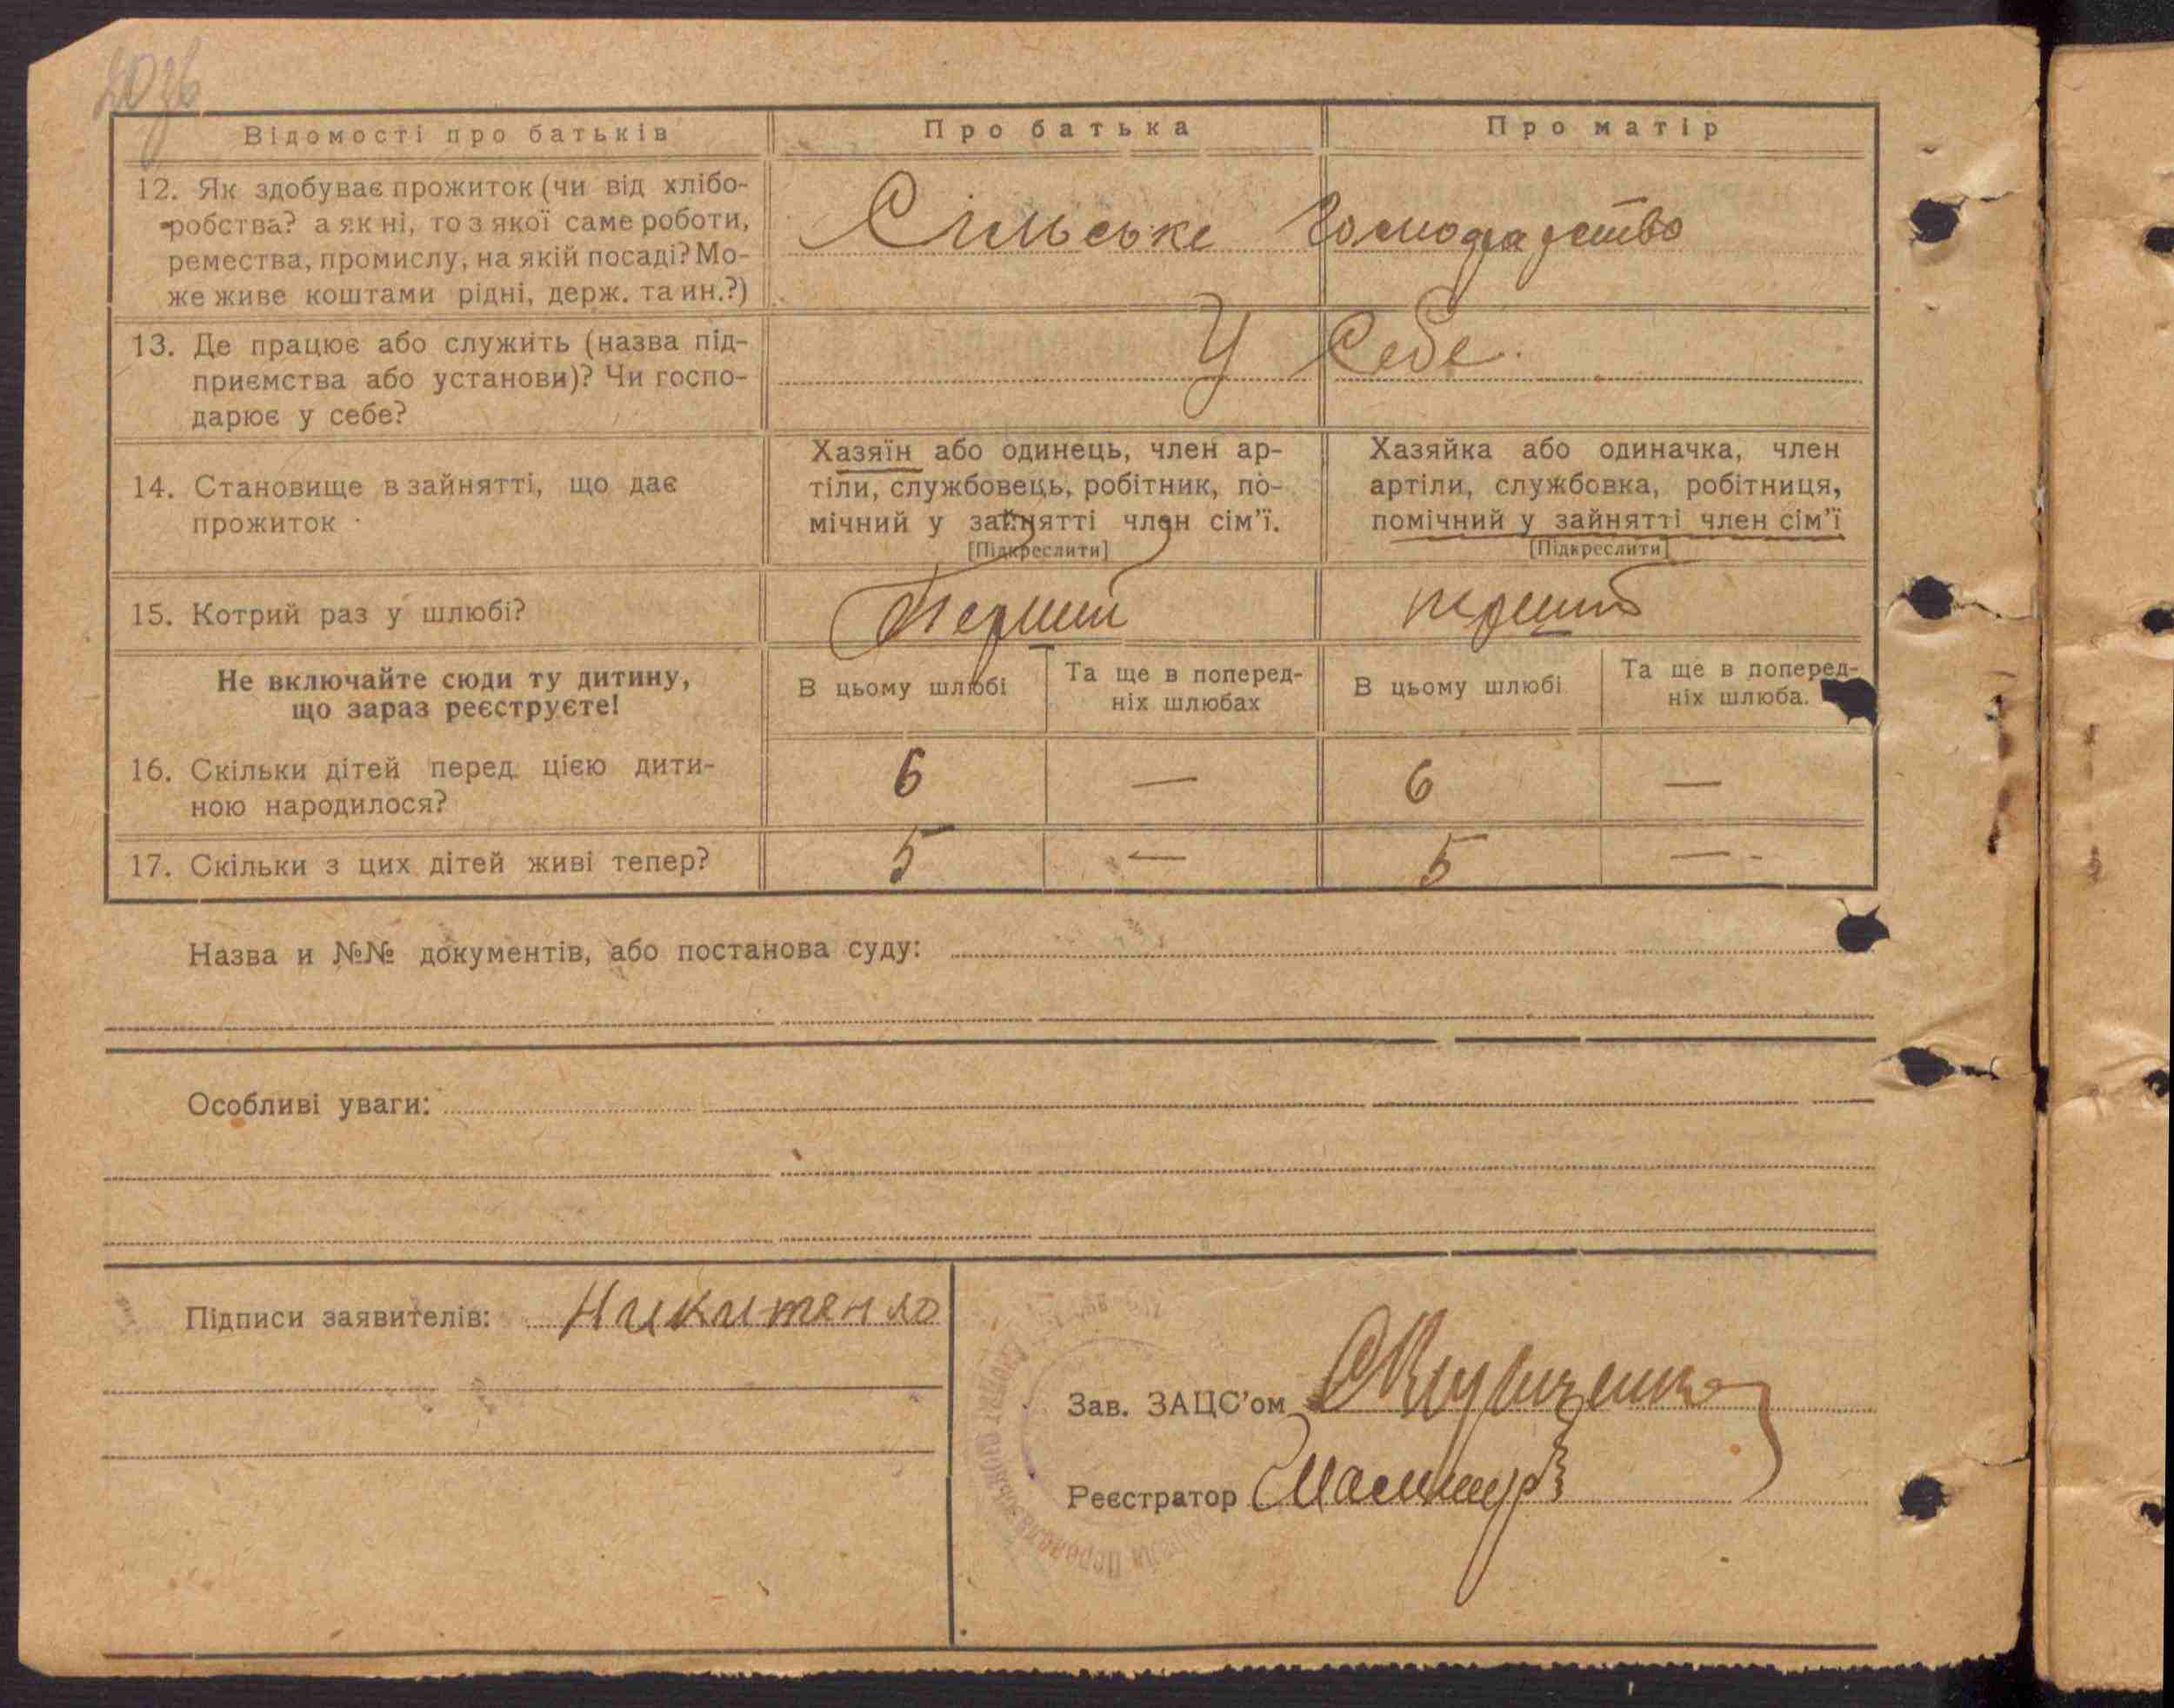 20зв
Відомості про батьків
Про батька
Про матір
12. Як здобуває прожиток (чи від хлібо-
робства? а як ні, то з якої саме роботи,
ремества, промислу, на якій посаді? Мо-
же живе коштами рідні, держ. та ин.?)
Сільське господарство
13. Де працює або служить (назва під-
приємства або установи)? Чи госпо-
дарює у себе?
У себе.
14. Становище в зайнятті, що дає
прожиток
Хазяїн або одинець, член ар-
тіли, службовець, робітник, по-
мічний у зайнятті член сім'ї.
[Підкреслити]
Хазяйка або одиначка, член
артіли, службовка, робітниця,
помічний у зайнятті член сім'ї
[Підкреслити]
15. Котрий раз у шлюбі?
Перший
перший
Не включайте сюди ту дитину,
що зараз реєструєте!
В цьому шлюбі
Та ще в поперед-
ніх шлюбах
В цьому шлюбі
Та ще в поперед-
ніх шлюба.
16. Скільки дітей перед цією дити-
ною народилося?
6
—
6
—
17. Скільки з цих дітей живі тепер?
5
—
5
—
Назва и №№ документів, або постанова суду:
Особливі уваги:
Підписи заявителів: Никитенко
Зав. ЗАЦС'ом
Реєстратор